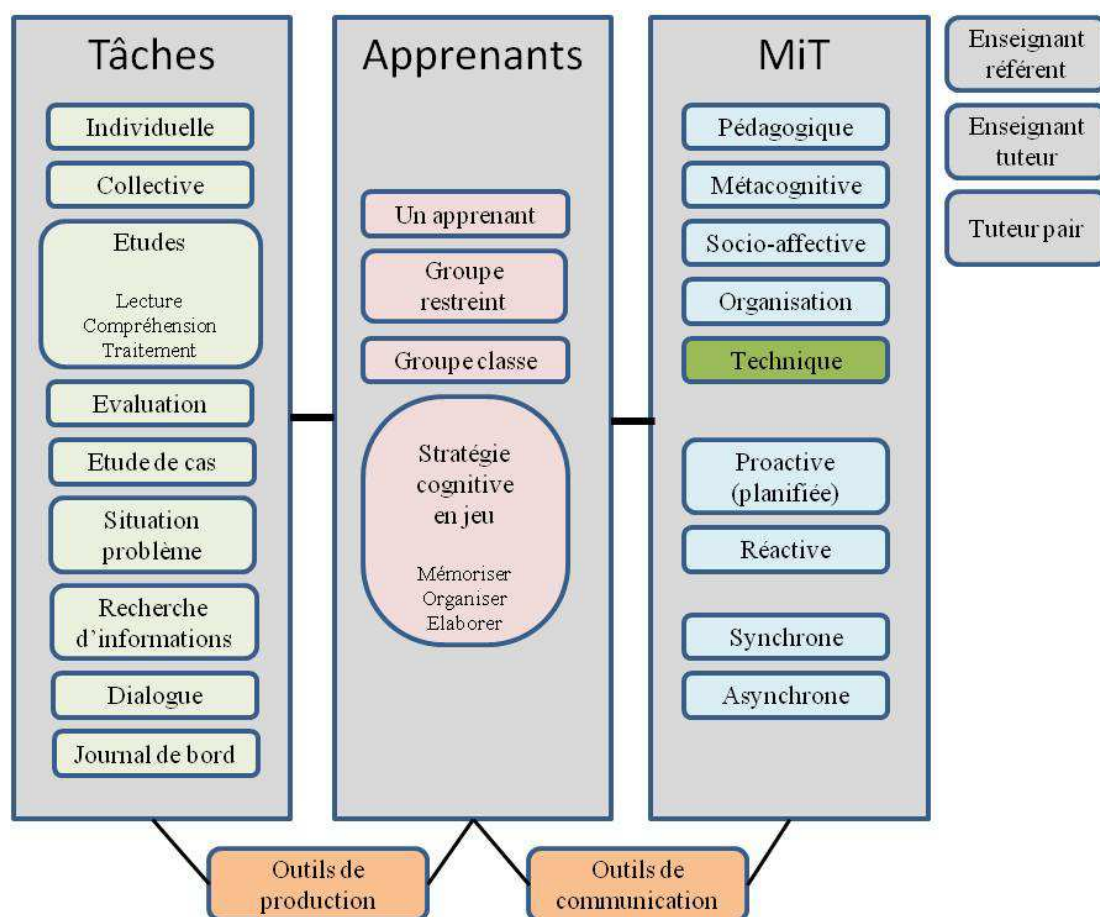 Tâches
Individuelle
Collective
Etudes
Lecture
Compréhension
Traitement
Evaluation
Etude de cas
Situation
problème
Recherche
d'informations
Dialogue
Journal de bord
Apprenants
Un apprenant
Groupe
restreint
Groupe classe
Stratégie
cognitive
en jeu
Mémoriser
Organiser
Elaborer
MiT
Pédagogique
Métacognitive
Socio-affective
Organisation
Technique
Proactive
(planifiée)
Réactive
Synchrone
Asynchrone
Enseignant
référent
Enseignant
tuteur
Tuteur pair
Outils de
production
Outils de
communication